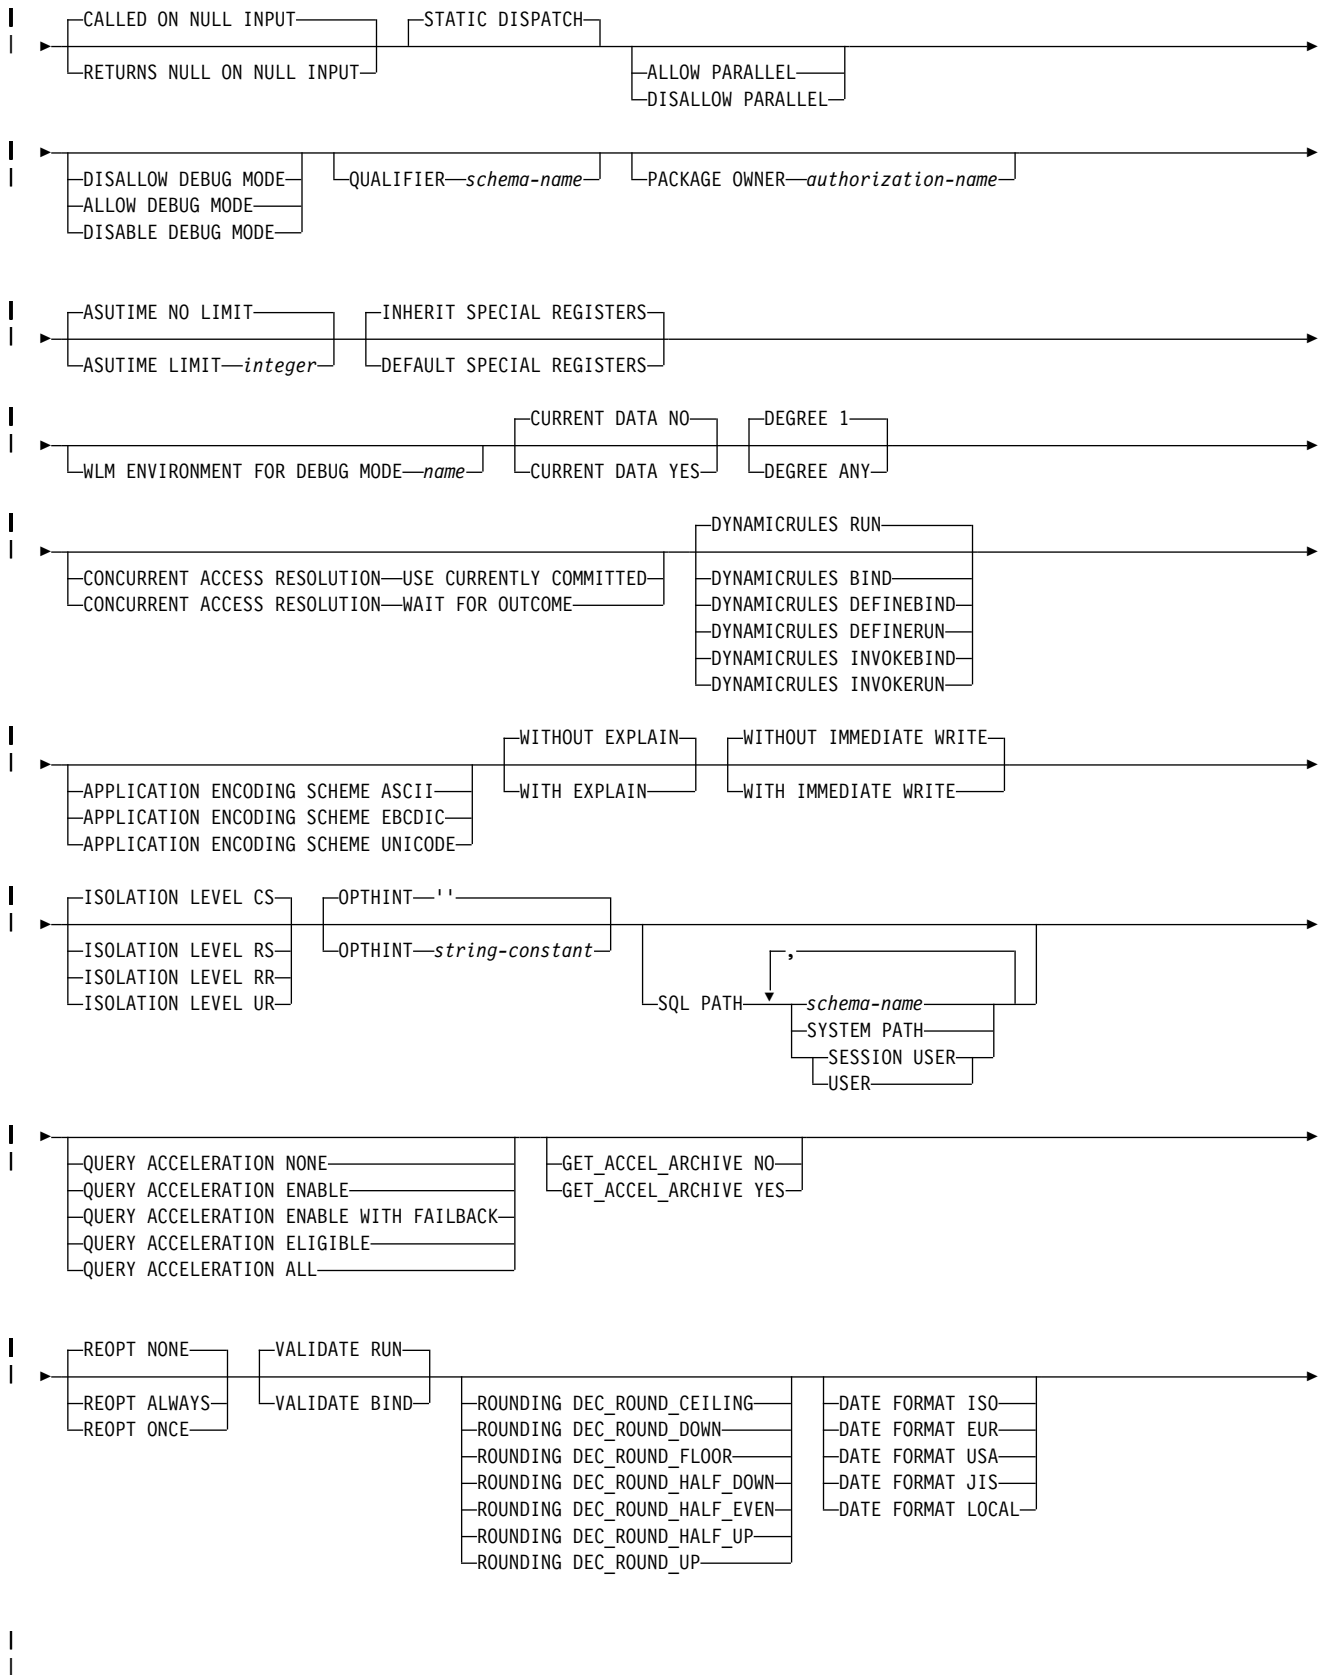 CALLED ON NULL INPUT STATIC DISPATCH
RETURNS NULL ON NULL INPUT ALLOW PARALLEL
DISALLOW PARALLEL
DISALLOW DEBUG MODE QUALIFIER schema-name PACKAGE OWNER authorization-name
ALLOW DEBUG MODE
DISABLE DEBUG MODE
ASUTIME NO LIMIT INHERIT SPECIAL REGISTERS
ASUTIME LIMIT integer DEFAULT SPECIAL REGISTERS
CURRENT DATA NO DEGREE 1
WLM ENVIRONMENT FOR DEBUG MODE name CURRENT DATA YES DEGREE ANY
DYNAMICRULES RUN
CONCURRENT ACCESS RESOLUTION USE CURRENTLY COMMITTED DYNAMICRULES BIND
CONCURRENT ACCESS RESOLUTION WAIT FOR OUTCOME DYNAMICRULES DEFINEBIND
DYNAMICRULES DEFINERUN
DYNAMICRULES INVOKEBIND
DYNAMICRULES INVOKERUN
WITHOUT EXPLAIN WITHOUT IMMEDIATE WRITE
APPLICATION ENCODING SCHEME ASCII WITH EXPLAIN WITH IMMEDIATE WRITE
APPLICATION ENCODING SCHEME EBCDIC
APPLICATION ENCODING SCHEME UNICODE
ISOLATION LEVEL CS OPTHINT ''
ISOLATION LEVEL RS OPTHINT string-constant ,
ISOLATION LEVEL RR
ISOLATION LEVEL UR SQL PATH schema-name
SYSTEM PATH
SESSION USER
USER
QUERY ACCELERATION NONE GET_ACCEL_ARCHIVE NO
QUERY ACCELERATION ENABLE GET_ACCEL_ARCHIVE YES
QUERY ACCELERATION ENABLE WITH FAILBACK
QUERY ACCELERATION ELIGIBLE
QUERY ACCELERATION ALL
REOPT NONE VALIDATE RUN
REOPT ALWAYS VALIDATE BIND ROUNDING DEC_ROUND_CEILING DATE FORMAT ISO
REOPT ONCE ROUNDING DEC_ROUND_DOWN DATE FORMAT EUR
ROUNDING DEC_ROUND_FLOOR DATE FORMAT USA
ROUNDING DEC_ROUND_HALF_DOWN DATE FORMAT JIS
ROUNDING DEC_ROUND_HALF_EVEN DATE FORMAT LOCAL
ROUNDING DEC_ROUND_HALF_UP
ROUNDING DEC_ROUND_UP